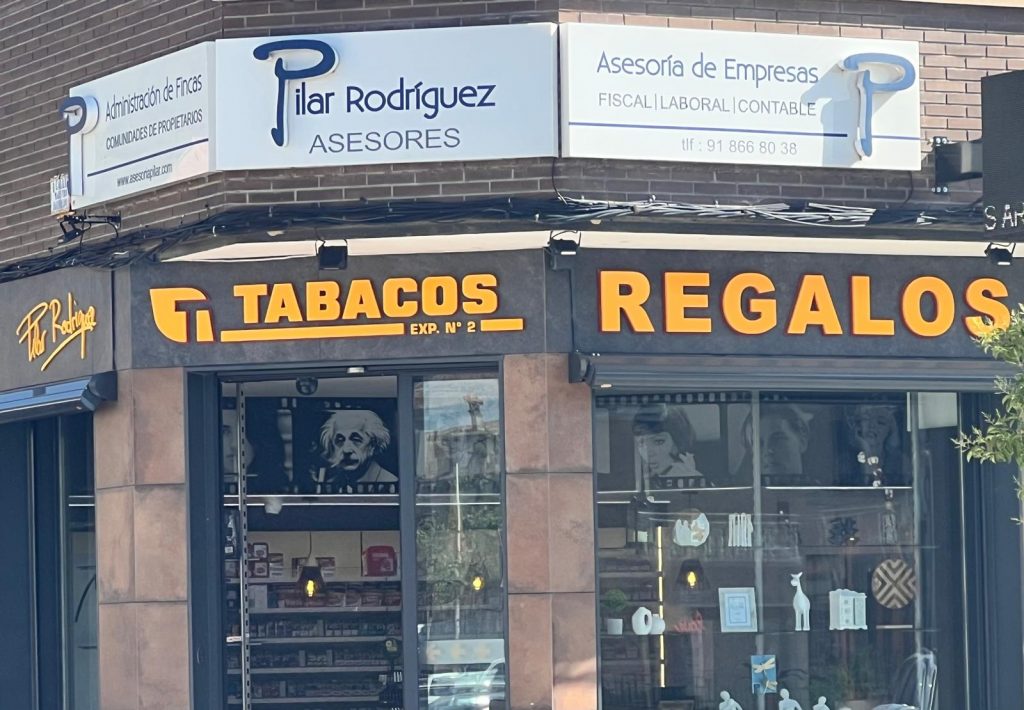 Administración de Fincas
COMUNIDADES DE PROPIETARIOS
www.asesoriapilar.com
Pilar Rodríguez
ASESORES
Asesoría de Empresas
FISCAL|LABORAL|CONTABLE
tlf : 91 866 80 38
Pilar Rodríguez
TABACOS
EXP. N° 2
REGALOS